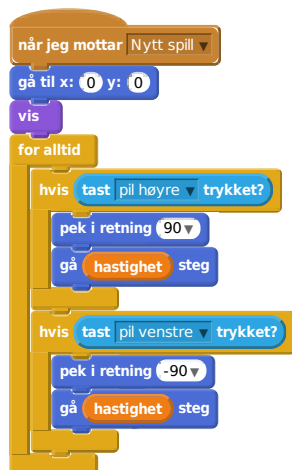 når jeg mottar Nytt spill
gå til x: 0 y: 0
vis
for alltid
hvis tast pil høyre trykket?
pek i retning 90
gå hastighet steg
hvis tast pil venstre trykket?
pek i retning -90
gå hastighet steg